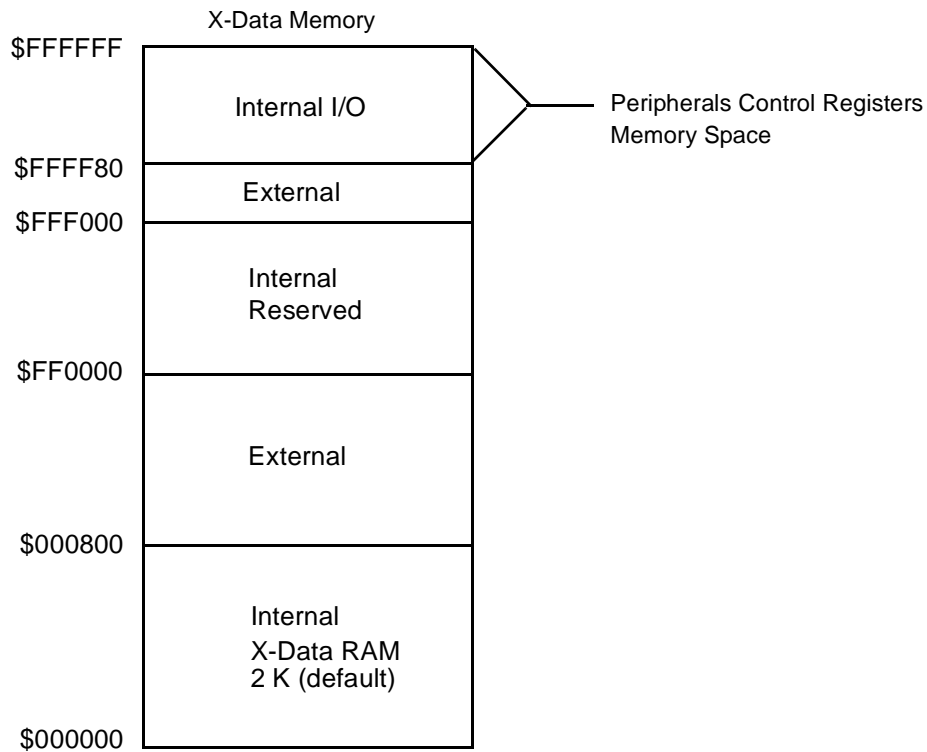 X-Data Memory
$FFFFFF
Internal I/O
Peripherals Control Registers
Memory Space
$FFFF80
External
$FFF000
Internal
Reserved
$FF0000
External
$000800
Internal
X-Data RAM
2 K (default)
$000000